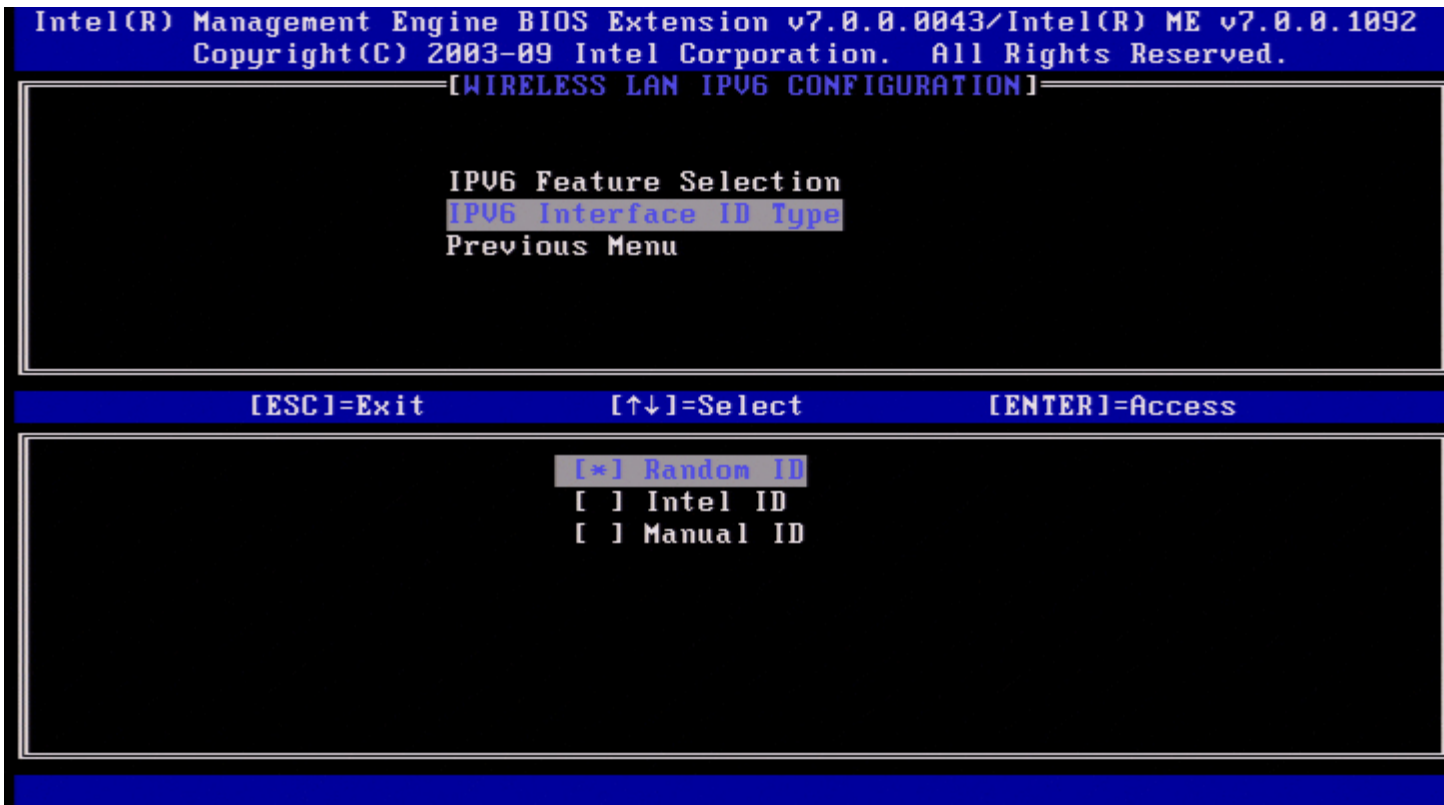 Intel(R) Management Engine BIOS Extension v7.0.0.0043/Intel(R) ME v7.0.0.1092
Copyright(C) 2003-09 Intel Corporation. All Rights Reserved.
[WIRELESS LAN IPV6 CONFIGURATION]
IPV6 Feature Selection
IPV6 Interface ID Type
Previous Menu
[ESC]=Exit [↑↓]=Select [ENTER]=Access
[*] Random ID
[ ] Intel ID
[ ] Manual ID